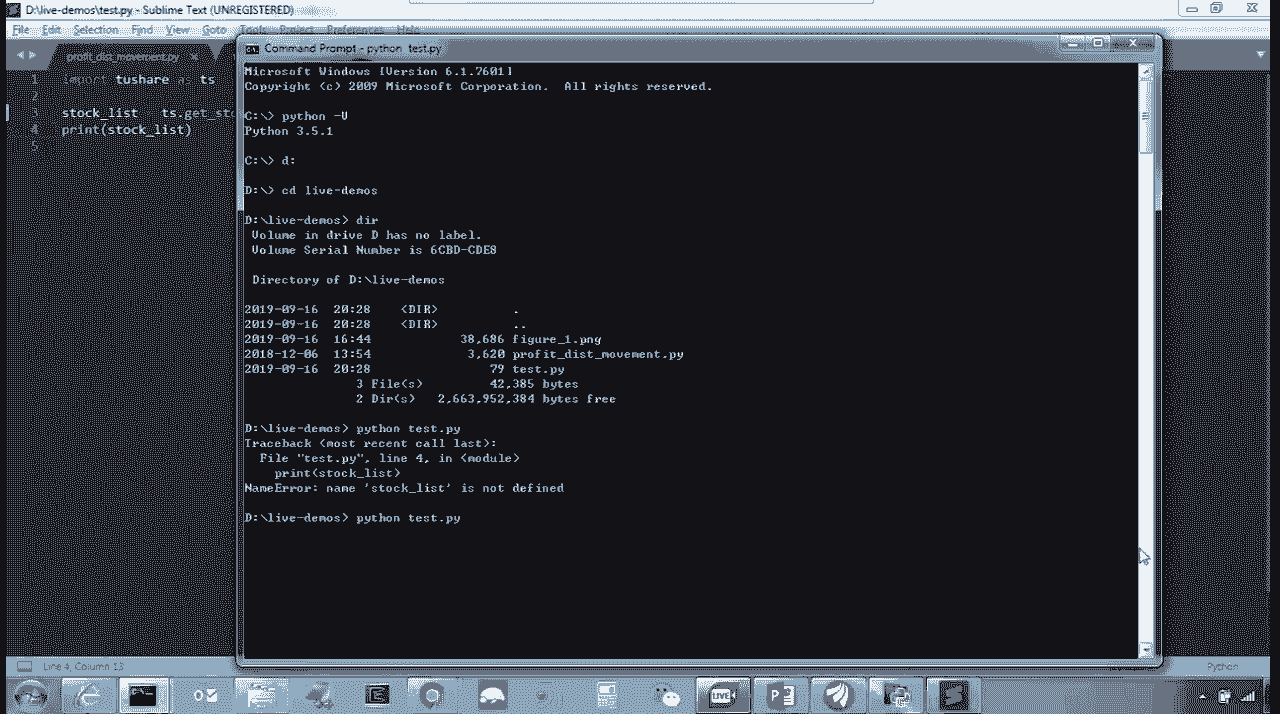 D:\live-demos\test.py - Sublime Text (UNREGISTERED)
File Edit Selection Find View Goto Tools Project Preferences Help
profit_dist_movement.py
1 import tushare as ts
2
3 stock_list ts.get_sto
4 print(stock_list)
5
Command Prompt - python test.py
Microsoft Windows [Version 6.1.7601]
Copyright (c) 2009 Microsoft Corporation. All rights reserved.
C:\> python -V
Python 3.5.1
C:\> d:
D:\> cd live-demos
D:\live-demos> dir
Volume in drive D has no label.
Volume Serial Number is 6CBD-CDE8
Directory of D:\live-demos
2019-09-16 20:28 <DIR> .
2019-09-16 20:28 <DIR> ..
2019-09-16 16:44 38,686 figure_1.png
2018-12-06 13:54 3,620 profit_dist_movement.py
2019-09-16 20:28 79 test.py
3 File(s) 42,385 bytes
2 Dir(s) 2,663,952,384 bytes free
D:\live-demos> python test.py
Traceback (most recent call last):
File "test.py", line 4, in <module>
print(stock_list)
NameError: name 'stock_list' is not defined
D:\live-demos> python test.py
Line 4, Column 13
Python
LIVE